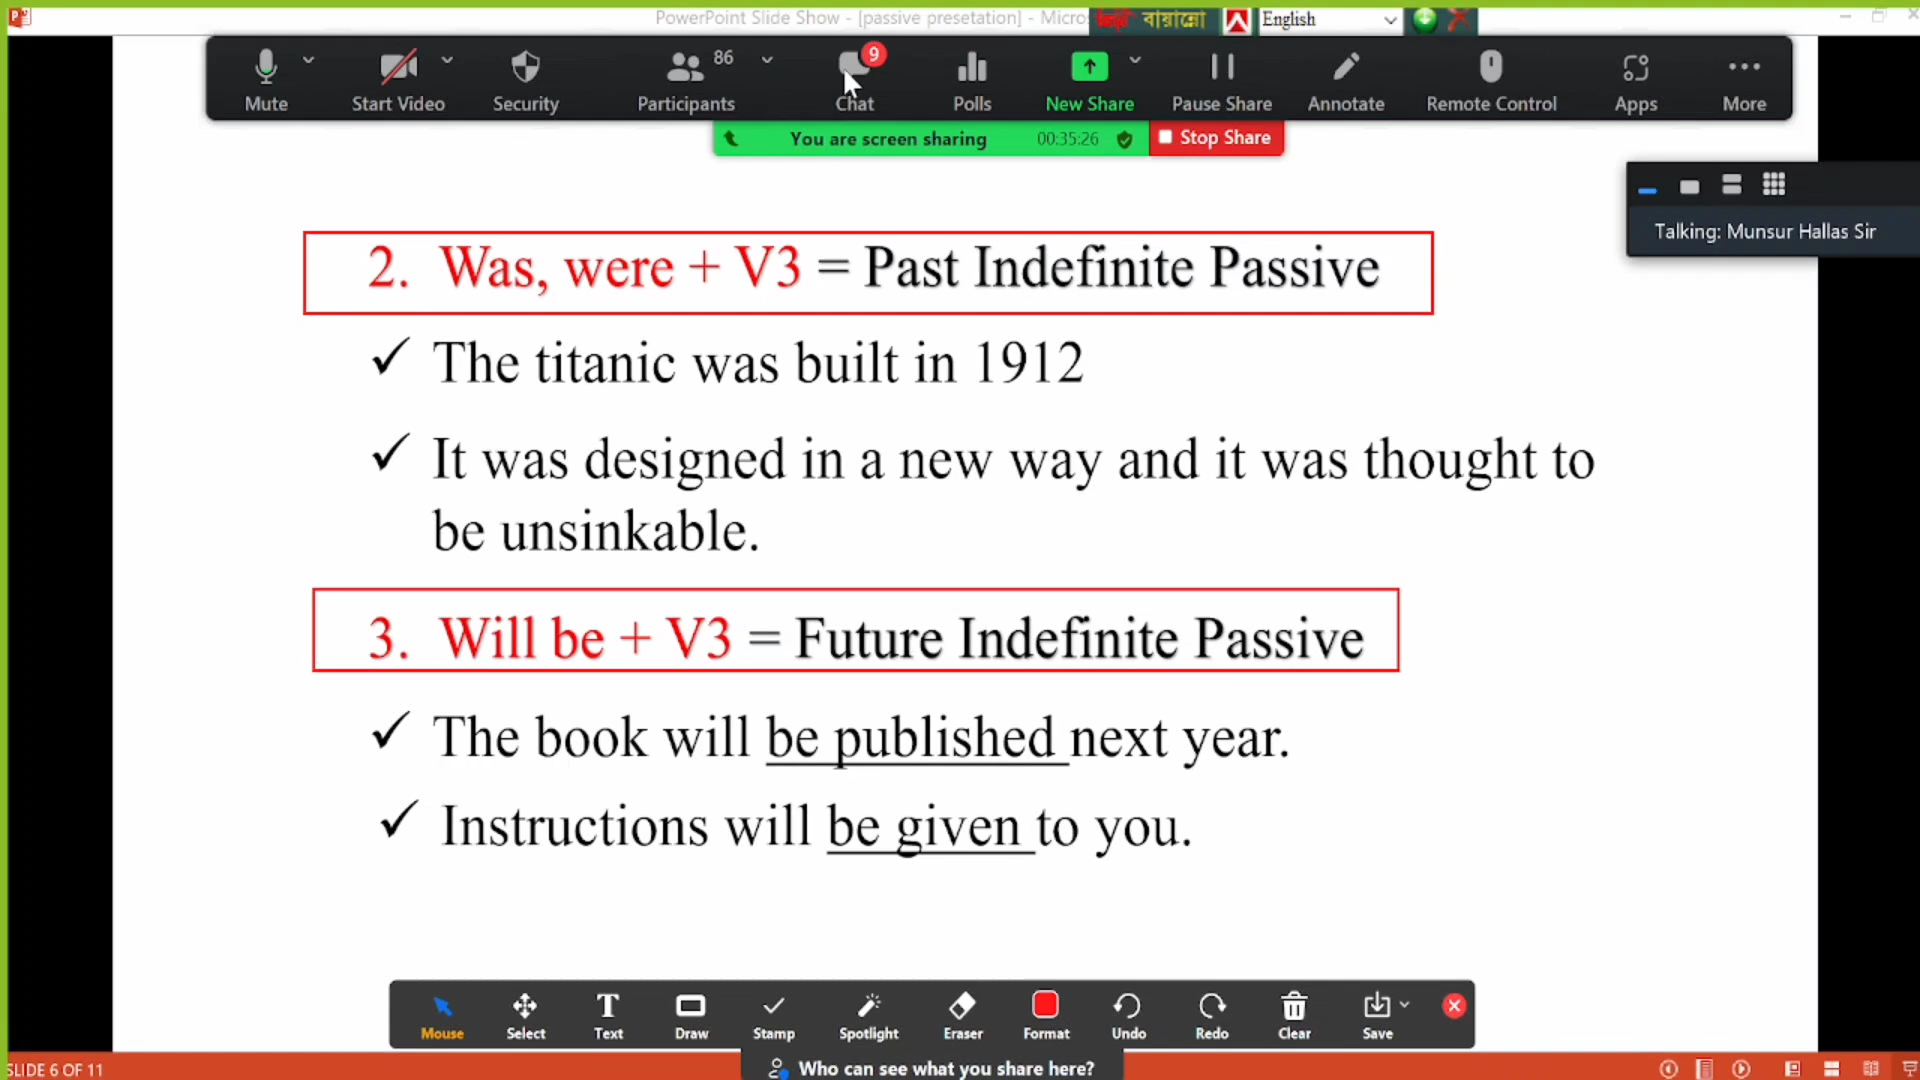 PowerPoint Slide Show - [passive presetation] - Micros
বায়ান্নো
English
Mute
Start Video
Security
86
Participants
9
Chat
Polls
New Share
Pause Share
Annotate
Remote Control
Apps
More
You are screen sharing
00:35:26
Stop Share
Talking: Munsur Hallas Sir
2. Was, were + V3 = Past Indefinite Passive
✓ The titanic was built in 1912
✓ It was designed in a new way and it was thought to
be unsinkable.
3. Will be + V3 = Future Indefinite Passive
✓ The book will be published next year.
✓ Instructions will be given to you.
Mouse
Select
Text
Draw
Stamp
Spotlight
Eraser
Format
Undo
Redo
Clear
Save
Who can see what you share here?
SLIDE 6 OF 11